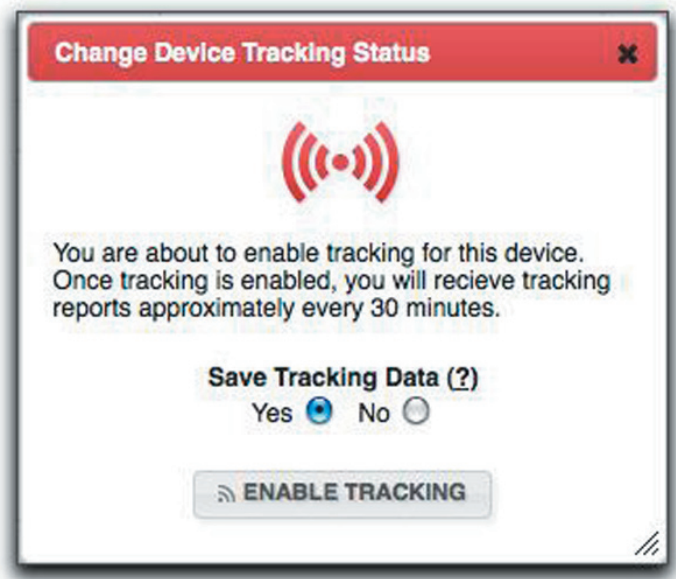 Change Device Tracking Status
You are about to enable tracking for this device.
Once tracking is enabled, you will recieve tracking
reports approximately every 30 minutes.
Save Tracking Data (?)
Yes No
ENABLE TRACKING